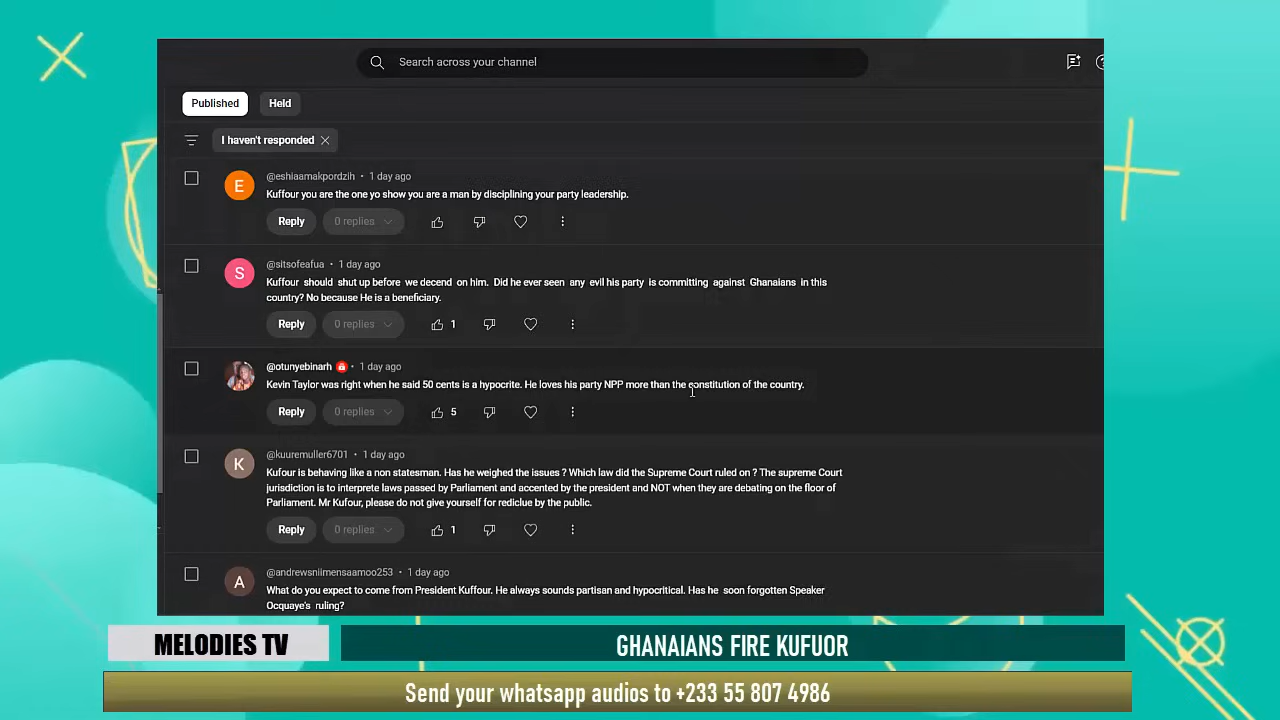 Search across your channel
Published
Held
I haven't responded
@eshiaamakpordzih • 1 day ago
Kuffour you are the one yo show you are a man by disciplining your party leadership.
Reply
0 replies
@sitsofeafua • 1 day ago
Kuffour should shut up before we decend on him. Did he ever seen any evil his party is committing against Ghanaians in this
country? No because He is a beneficiary.
Reply
0 replies
1
@otunyebinarh • 1 day ago
Kevin Taylor was right when he said 50 cents is a hypocrite. He loves his party NPP more than the constitution of the country.
Reply
0 replies
5
@kuuremuller6701 • 1 day ago
Kufour is behaving like a non statesman. Has he weighed the issues ? Which law did the Supreme Court ruled on ? The supreme Court
jurisdiction is to interpret laws passed by Parliament and accented by the president and NOT when they are debating on the floor of
Parliament. Mr Kufour, please do not give yourself for rediclue by the public.
Reply
0 replies
1
@andrewsniimensaamoo253 • 1 day ago
What do you expect to come from President Kuffour. He always sounds partisan and hypocritical. Has he soon forgotten Speaker
Ocquaye's ruling?
E
S
K
A
MELODIES TV
GHANAIANS FIRE KUFUOR
Send your whatsapp audios to +233 55 807 4986